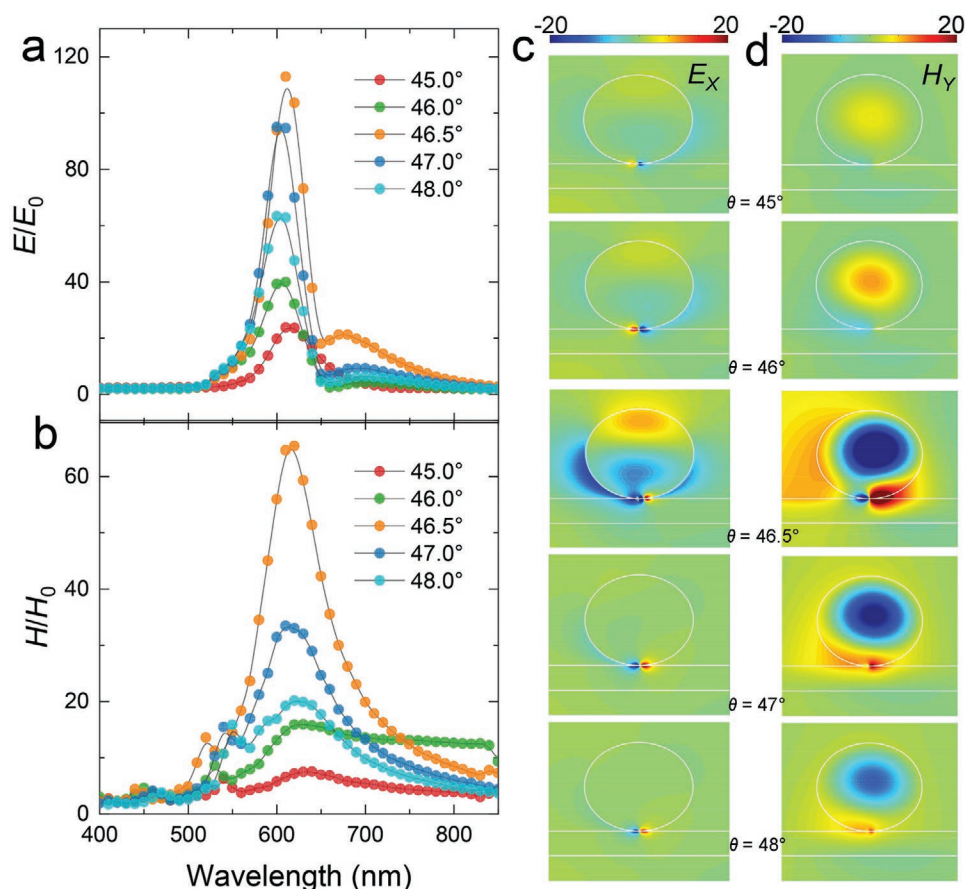 a
120
80
40
0
E/E0
45.0°
46.0°
46.5°
47.0°
48.0°
b
60
40
20
0
H/H0
45.0°
46.0°
46.5°
47.0°
48.0°
400 500 600 700 800
Wavelength (nm)
c -20 20
EX
d -20 20
HY
θ = 45°
θ = 46°
θ = 46.5°
θ = 47°
θ = 48°